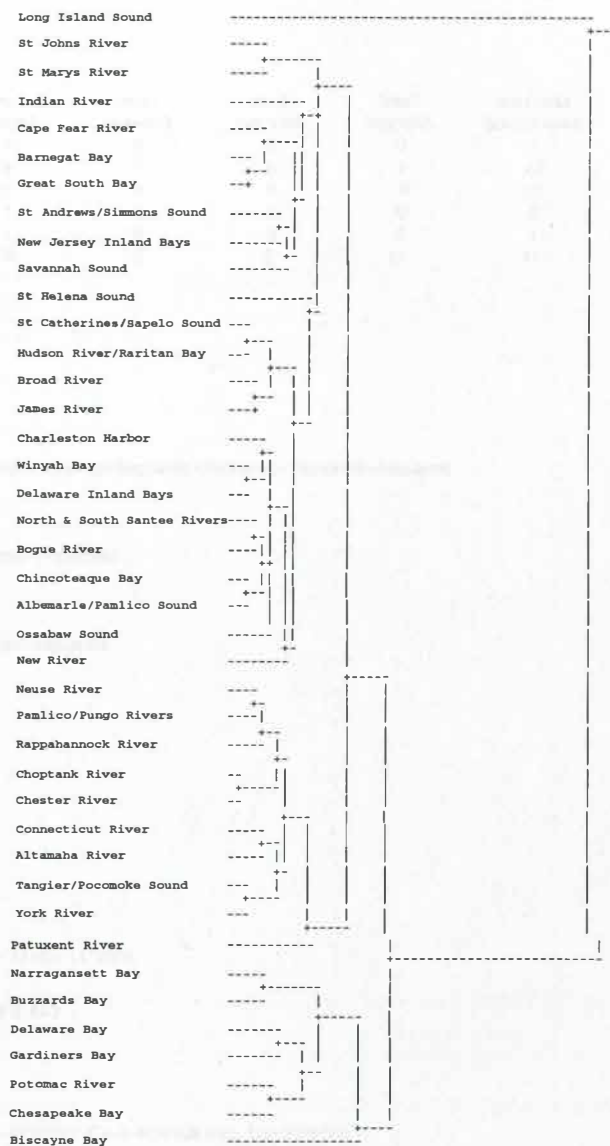 Long Island Sound
St Johns River
St Marys River
Indian River
Cape Fear River
Barnegat Bay
Great South Bay
St Andrews/Simmons Sound
New Jersey Inland Bays
Savannah Sound
St Helena Sound
St Catherines/Sapelo Sound
Hudson River/Raritan Bay
Broad River
James River
Charleston Harbor
Winyah Bay
Delaware Inland Bays
North & South Santee Rivers
Bogue River
Chincoteaque Bay
Albemarle/Pamlico Sound
Ossabaw Sound
New River
Neuse River
Pamlico/Pungo Rivers
Rappahannock River
Choptank River
Chester River
Connecticut River
Altamaha River
Tangier/Pocomoke Sound
York River
Patuxent River
Narragansett Bay
Buzzards Bay
Delaware Bay
Gardiners Bay
Potomac River
Chesapeake Bay
Biscayne Bay